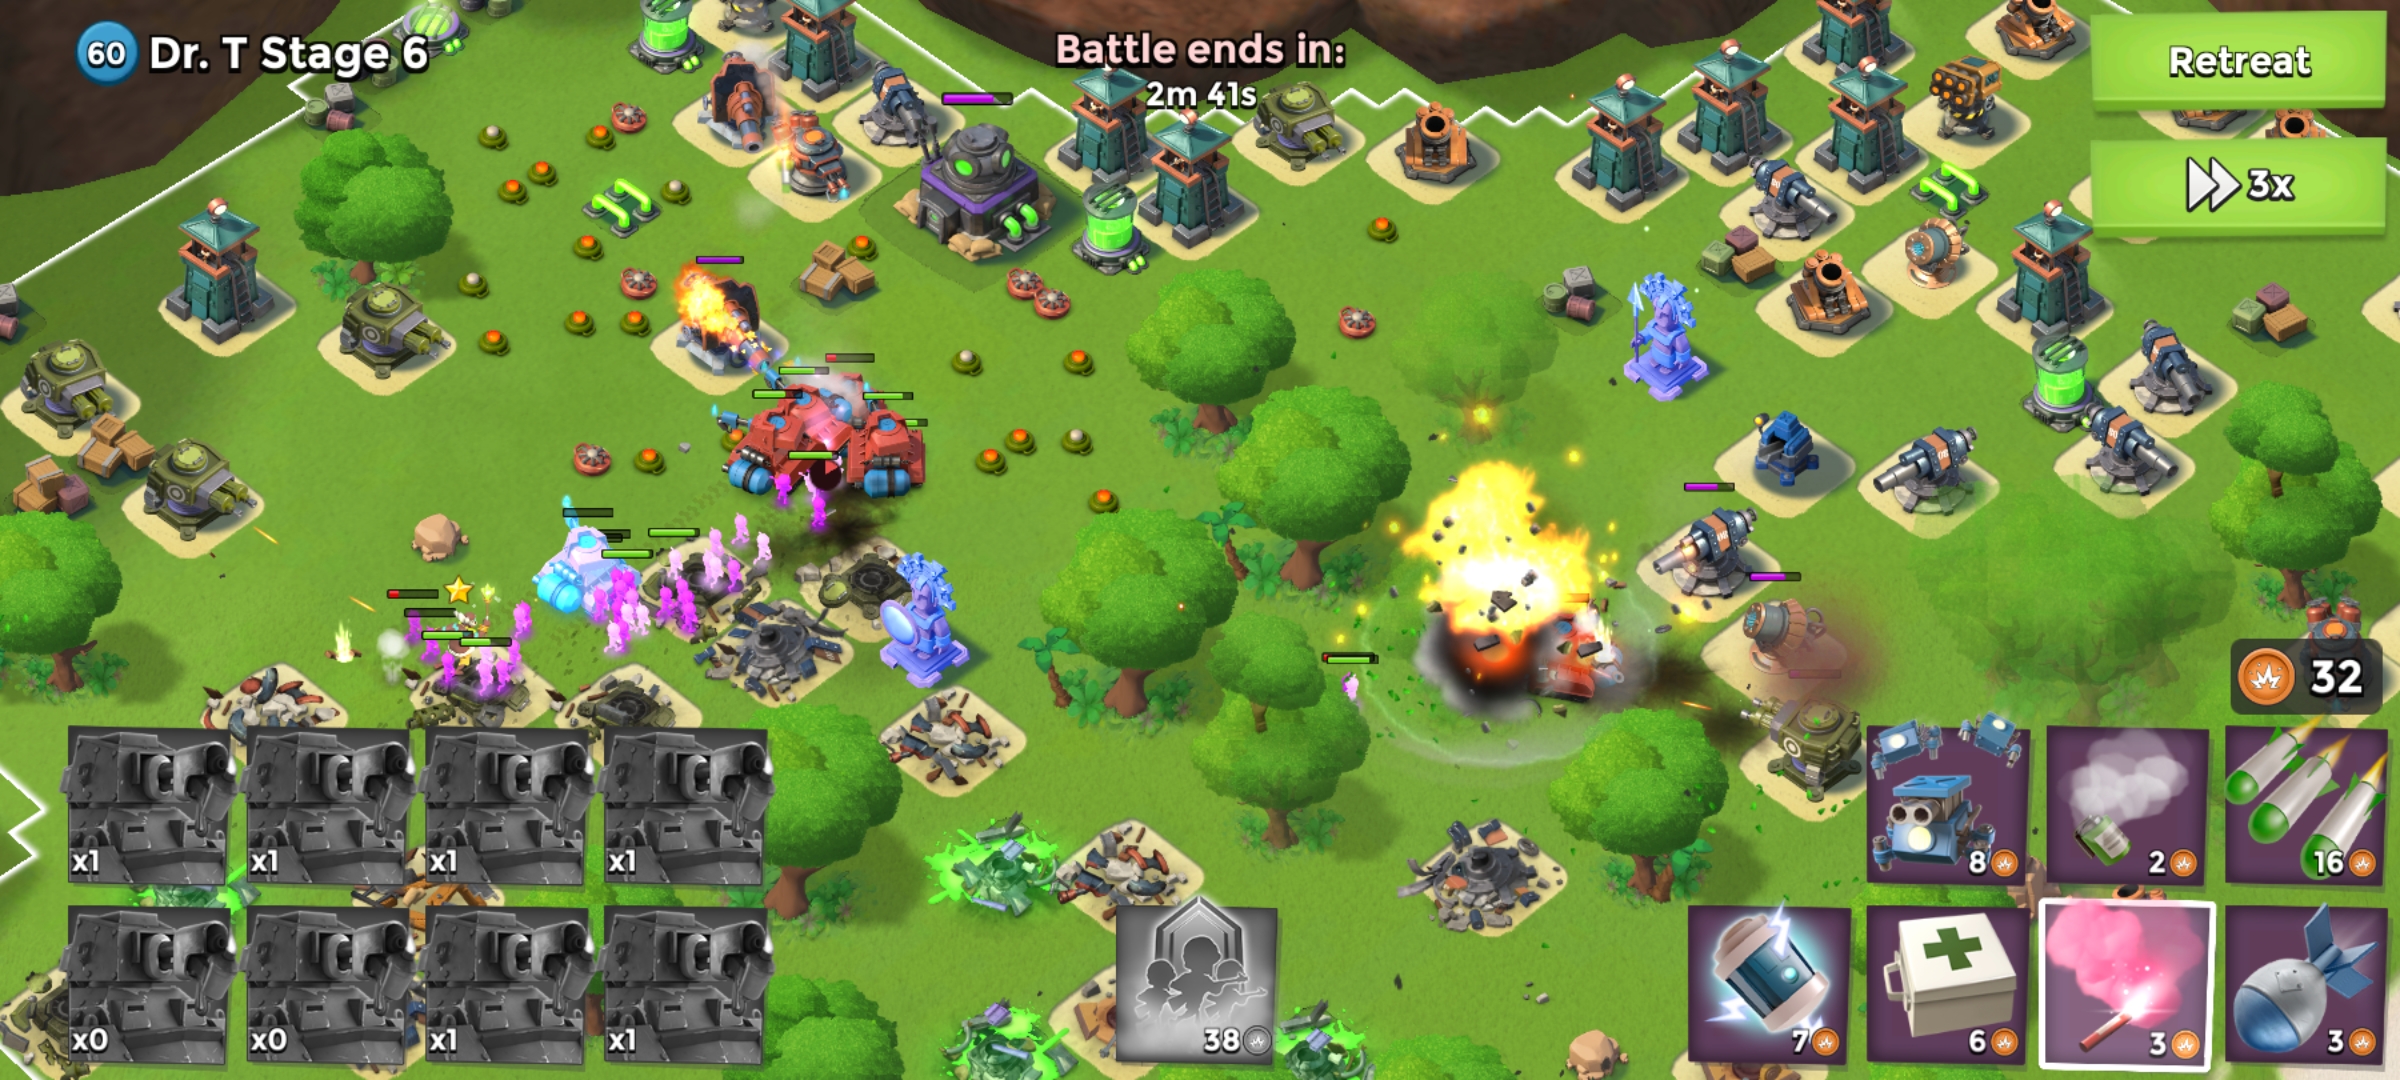 60 Dr. T Stage 6
Battle ends in:
2m 41s
Retreat
3x
32
x1 x1 x1 x1
8 2 16
x0 x0 x1 x1
38
7 6 3 3